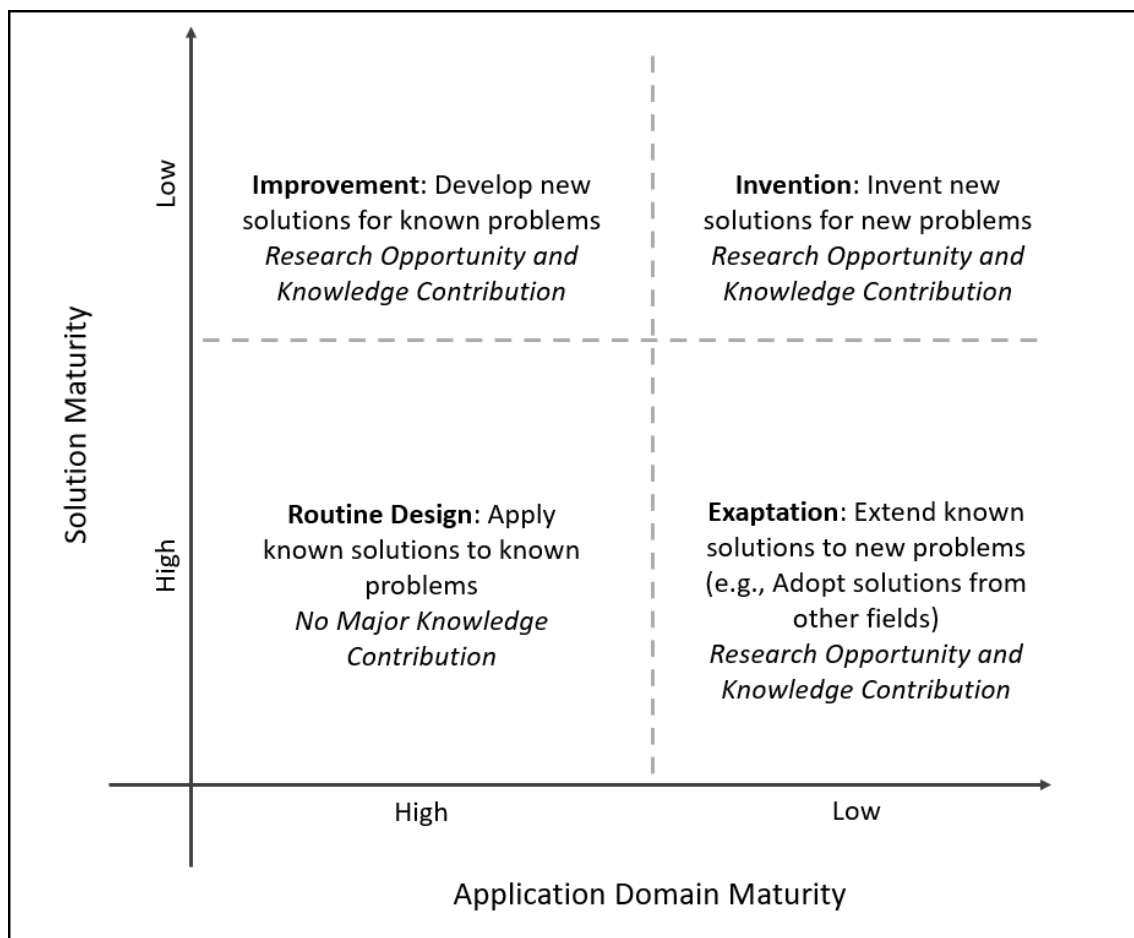 Solution Maturity
Low
High
Improvement: Develop new
solutions for known problems
Research Opportunity and
Knowledge Contribution
Invention: Invent new
solutions for new problems
Research Opportunity and
Knowledge Contribution
Routine Design: Apply
known solutions to known
problems
No Major Knowledge
Contribution
Exaptation: Extend known
solutions to new problems
(e.g., Adopt solutions from
other fields)
Research Opportunity and
Knowledge Contribution
High
Low
Application Domain Maturity